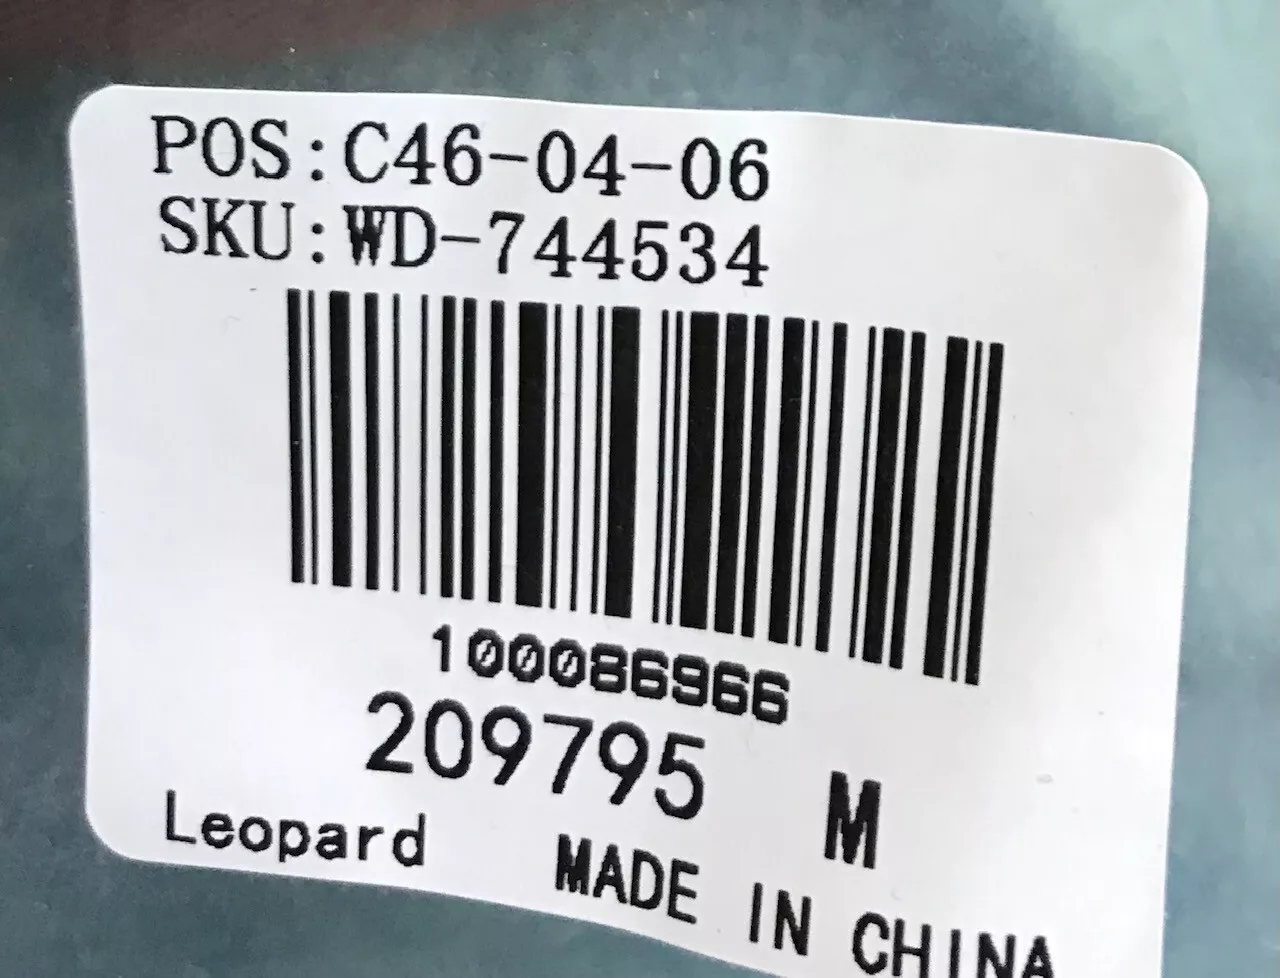 POS:C46-04-06
SKU:WD-744534
100086966
209795 M
Leopard MADE IN CHINA